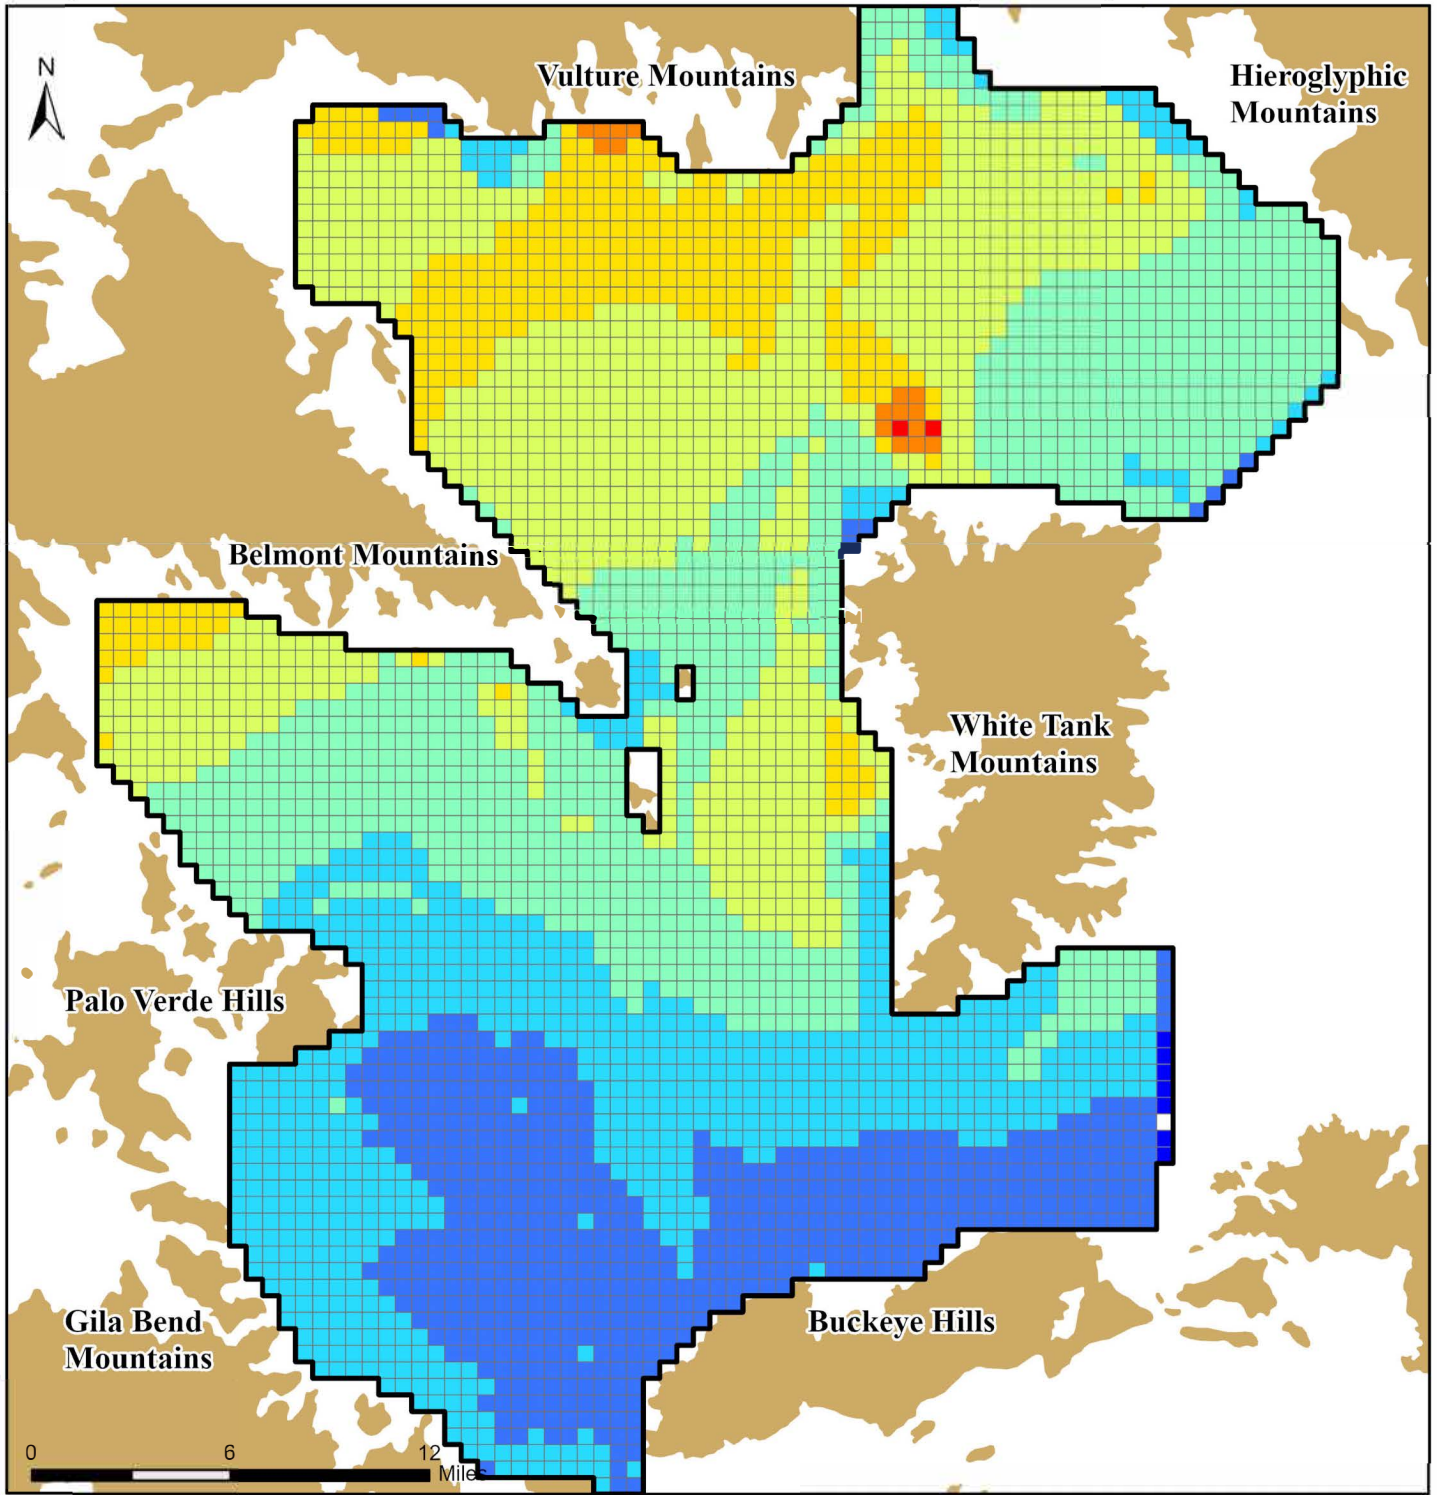 N
Vulture Mountains
Hieroglyphic
Mountains
Belmont Mountains
White Tank
Mountains
Palo Verde Hills
Gila Bend
Mountains
Buckeye Hills
0 6 12
Miles